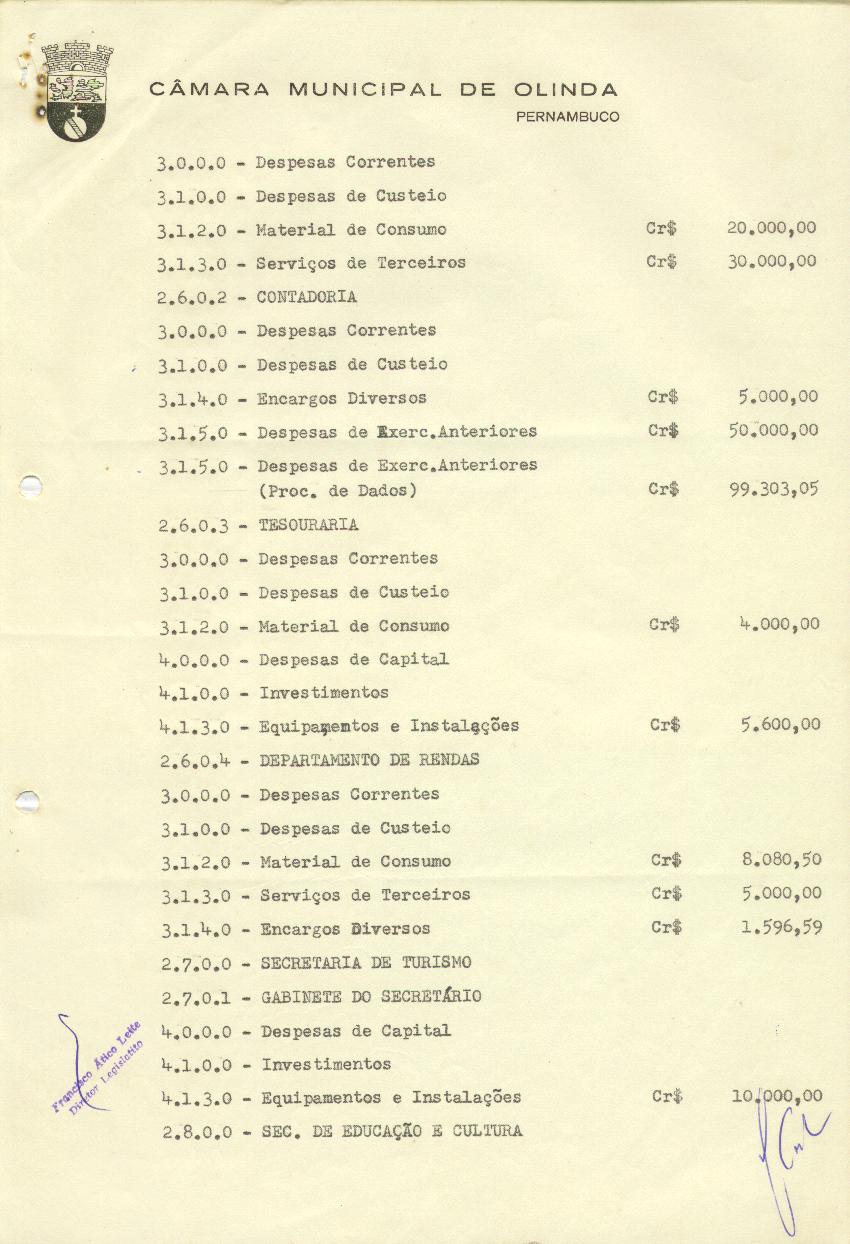 CÂMARA MUNICIPAL DE OLINDA
PERNAMBUCO
3.0.0.0 - Despesas Correntes
3.1.0.0 - Despesas de Custeio
3.1.2.0 - Material de Consumo Cr$ 20.000,00
3.1.3.0 - Serviços de Terceiros Cr$ 30.000,00
2.6.0.2 - CONTADORIA
3.0.0.0 - Despesas Correntes
3.1.0.0 - Despesas de Custeio
3.1.4.0 - Encargos Diversos Cr$ 5.000,00
3.1.5.0 - Despesas de Exerc.Anteriores Cr$ 50.000,00
3.1.5.0 - Despesas de Exerc.Anteriores
(Proc. de Dados) Cr$ 99.303,05
2.6.0.3 - TESOURARIA
3.0.0.0 - Despesas Correntes
3.1.0.0 - Despesas de Custeio
3.1.2.0 - Material de Consumo Cr$ 4.000,00
4.0.0.0 - Despesas de Capital
4.1.0.0 - Investimentos
4.1.3.0 - Equipamentos e Instalações Cr$ 5.600,00
2.6.0.4 - DEPARTAMENTO DE RENDAS
3.0.0.0 - Despesas Correntes
3.1.0.0 - Despesas de Custeio
3.1.2.0 - Material de Consumo Cr$ 8.080,50
3.1.3.0 - Serviços de Terceiros Cr$ 5.000,00
3.1.4.0 - Encargos Diversos Cr$ 1.596,59
2.7.0.0 - SECRETARIA DE TURISMO
2.7.0.1 - GABINETE DO SECRETÁRIO
4.0.0.0 - Despesas de Capital
4.1.0.0 - Investimentos
4.1.3.0 - Equipamentos e Instalações Cr$ 10.000,00
2.8.0.0 - SEC. DE EDUCAÇÃO E CULTURA
Francisco Ático Leite
Diretor Legislativo